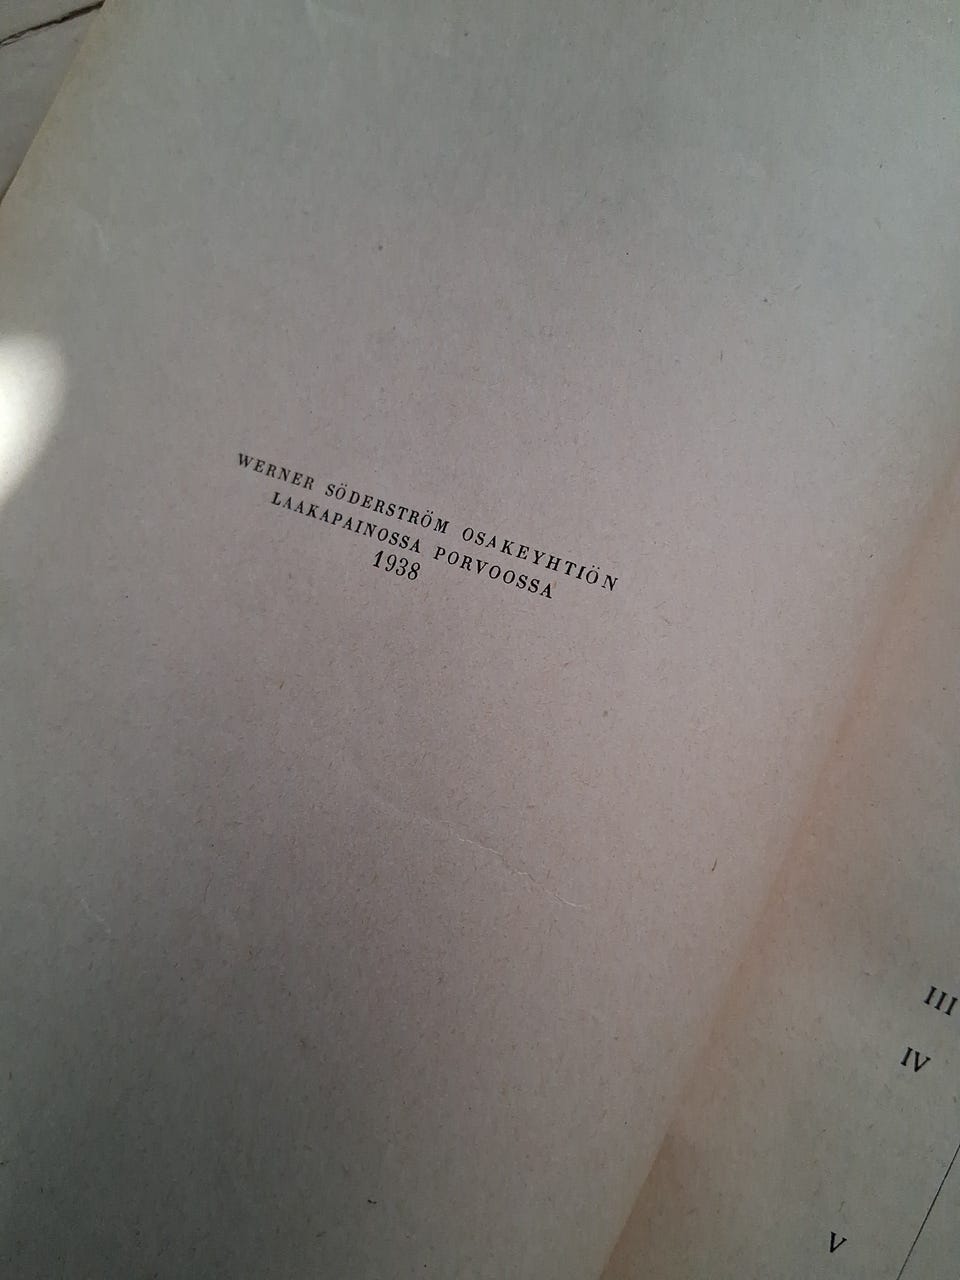 WERNER SÖDERSTRÖM OSAKEYHTIÖN
LAAKAPAINOSSA PORVOOSSA
1938
III
IV
V